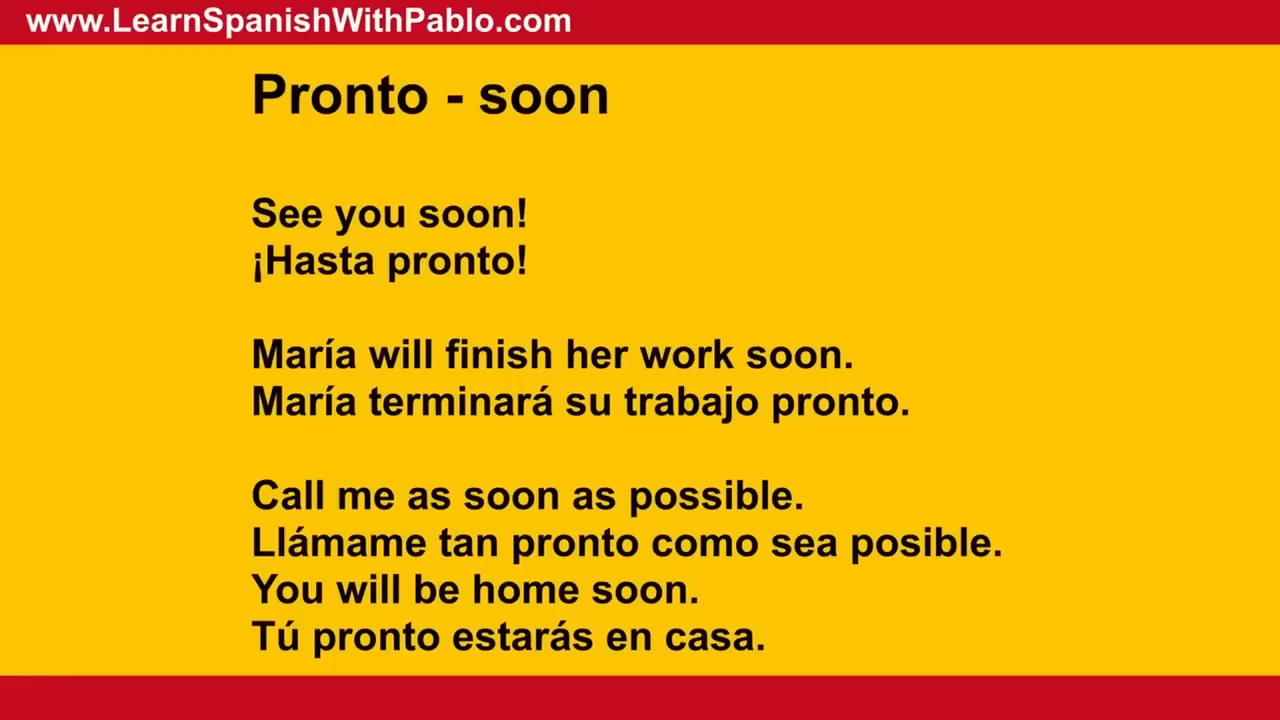 www.LearnSpanishWithPablo.com
Pronto - soon
See you soon!
¡Hasta pronto!
María will finish her work soon.
María terminará su trabajo pronto.
Call me as soon as possible.
Llámame tan pronto como sea posible.
You will be home soon.
Tú pronto estarás en casa.